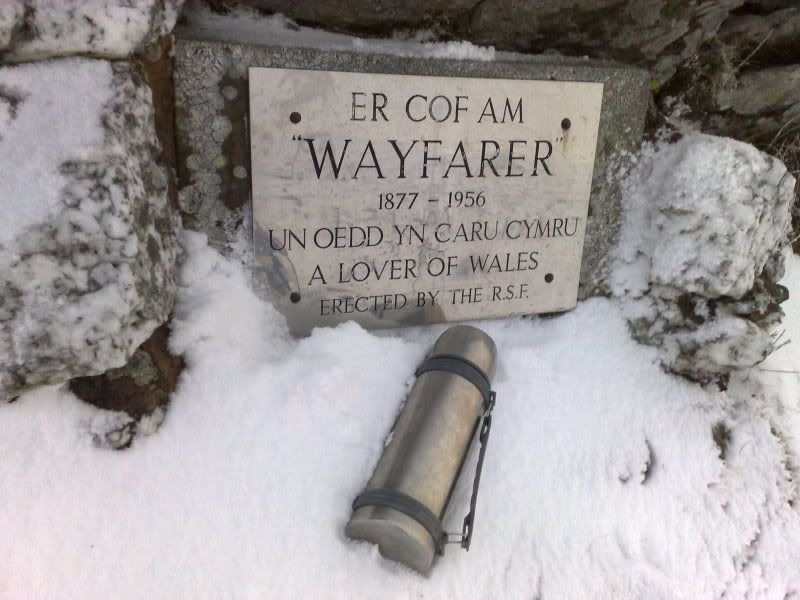 ER COF AM
"WAYFARER"
1877 - 1956
UN OEDD YN CARU CYMRU
A LOVER OF WALES
ERECTED BY THE R.S.F.